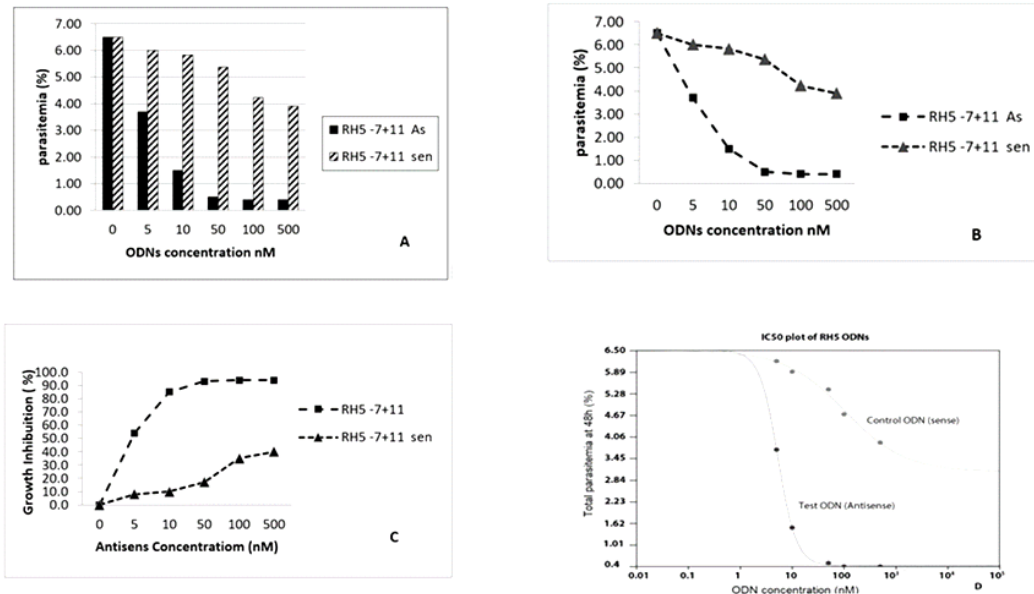 7.00
6.00
5.00
4.00
3.00
2.00
1.00
0.00
parasitemia (%)
0 5 10 50 100 500
ODNs concentration nM
RH5 -7+11 As
RH5 -7+11 sen
A
7.00
6.00
5.00
4.00
3.00
2.00
1.00
0.00
parasitemia (%)
0 5 10 50 100 500
ODNs concentration nM
RH5 -7+11 As
RH5 -7+11 sen
B
100.0
90.0
80.0
70.0
60.0
50.0
40.0
30.0
20.0
10.0
0.0
Growth Inhibuition ( %)
0 5 10 50 100 500
Antisens Concentratiom (nM)
RH5 -7+11
RH5 -7+11 sen
C
IC50 plot of RH5 ODNs
6.50
5.89
5.28
4.67
4.06
3.45
2.84
2.23
1.62
1.01
0.4
Total parasitemia at 48h (%)
Control ODN (sense)
Test ODN (Antisense)
0.01 0.1 1 10 100 10³ 10⁴ 10⁵
ODN concentration (nM)
D